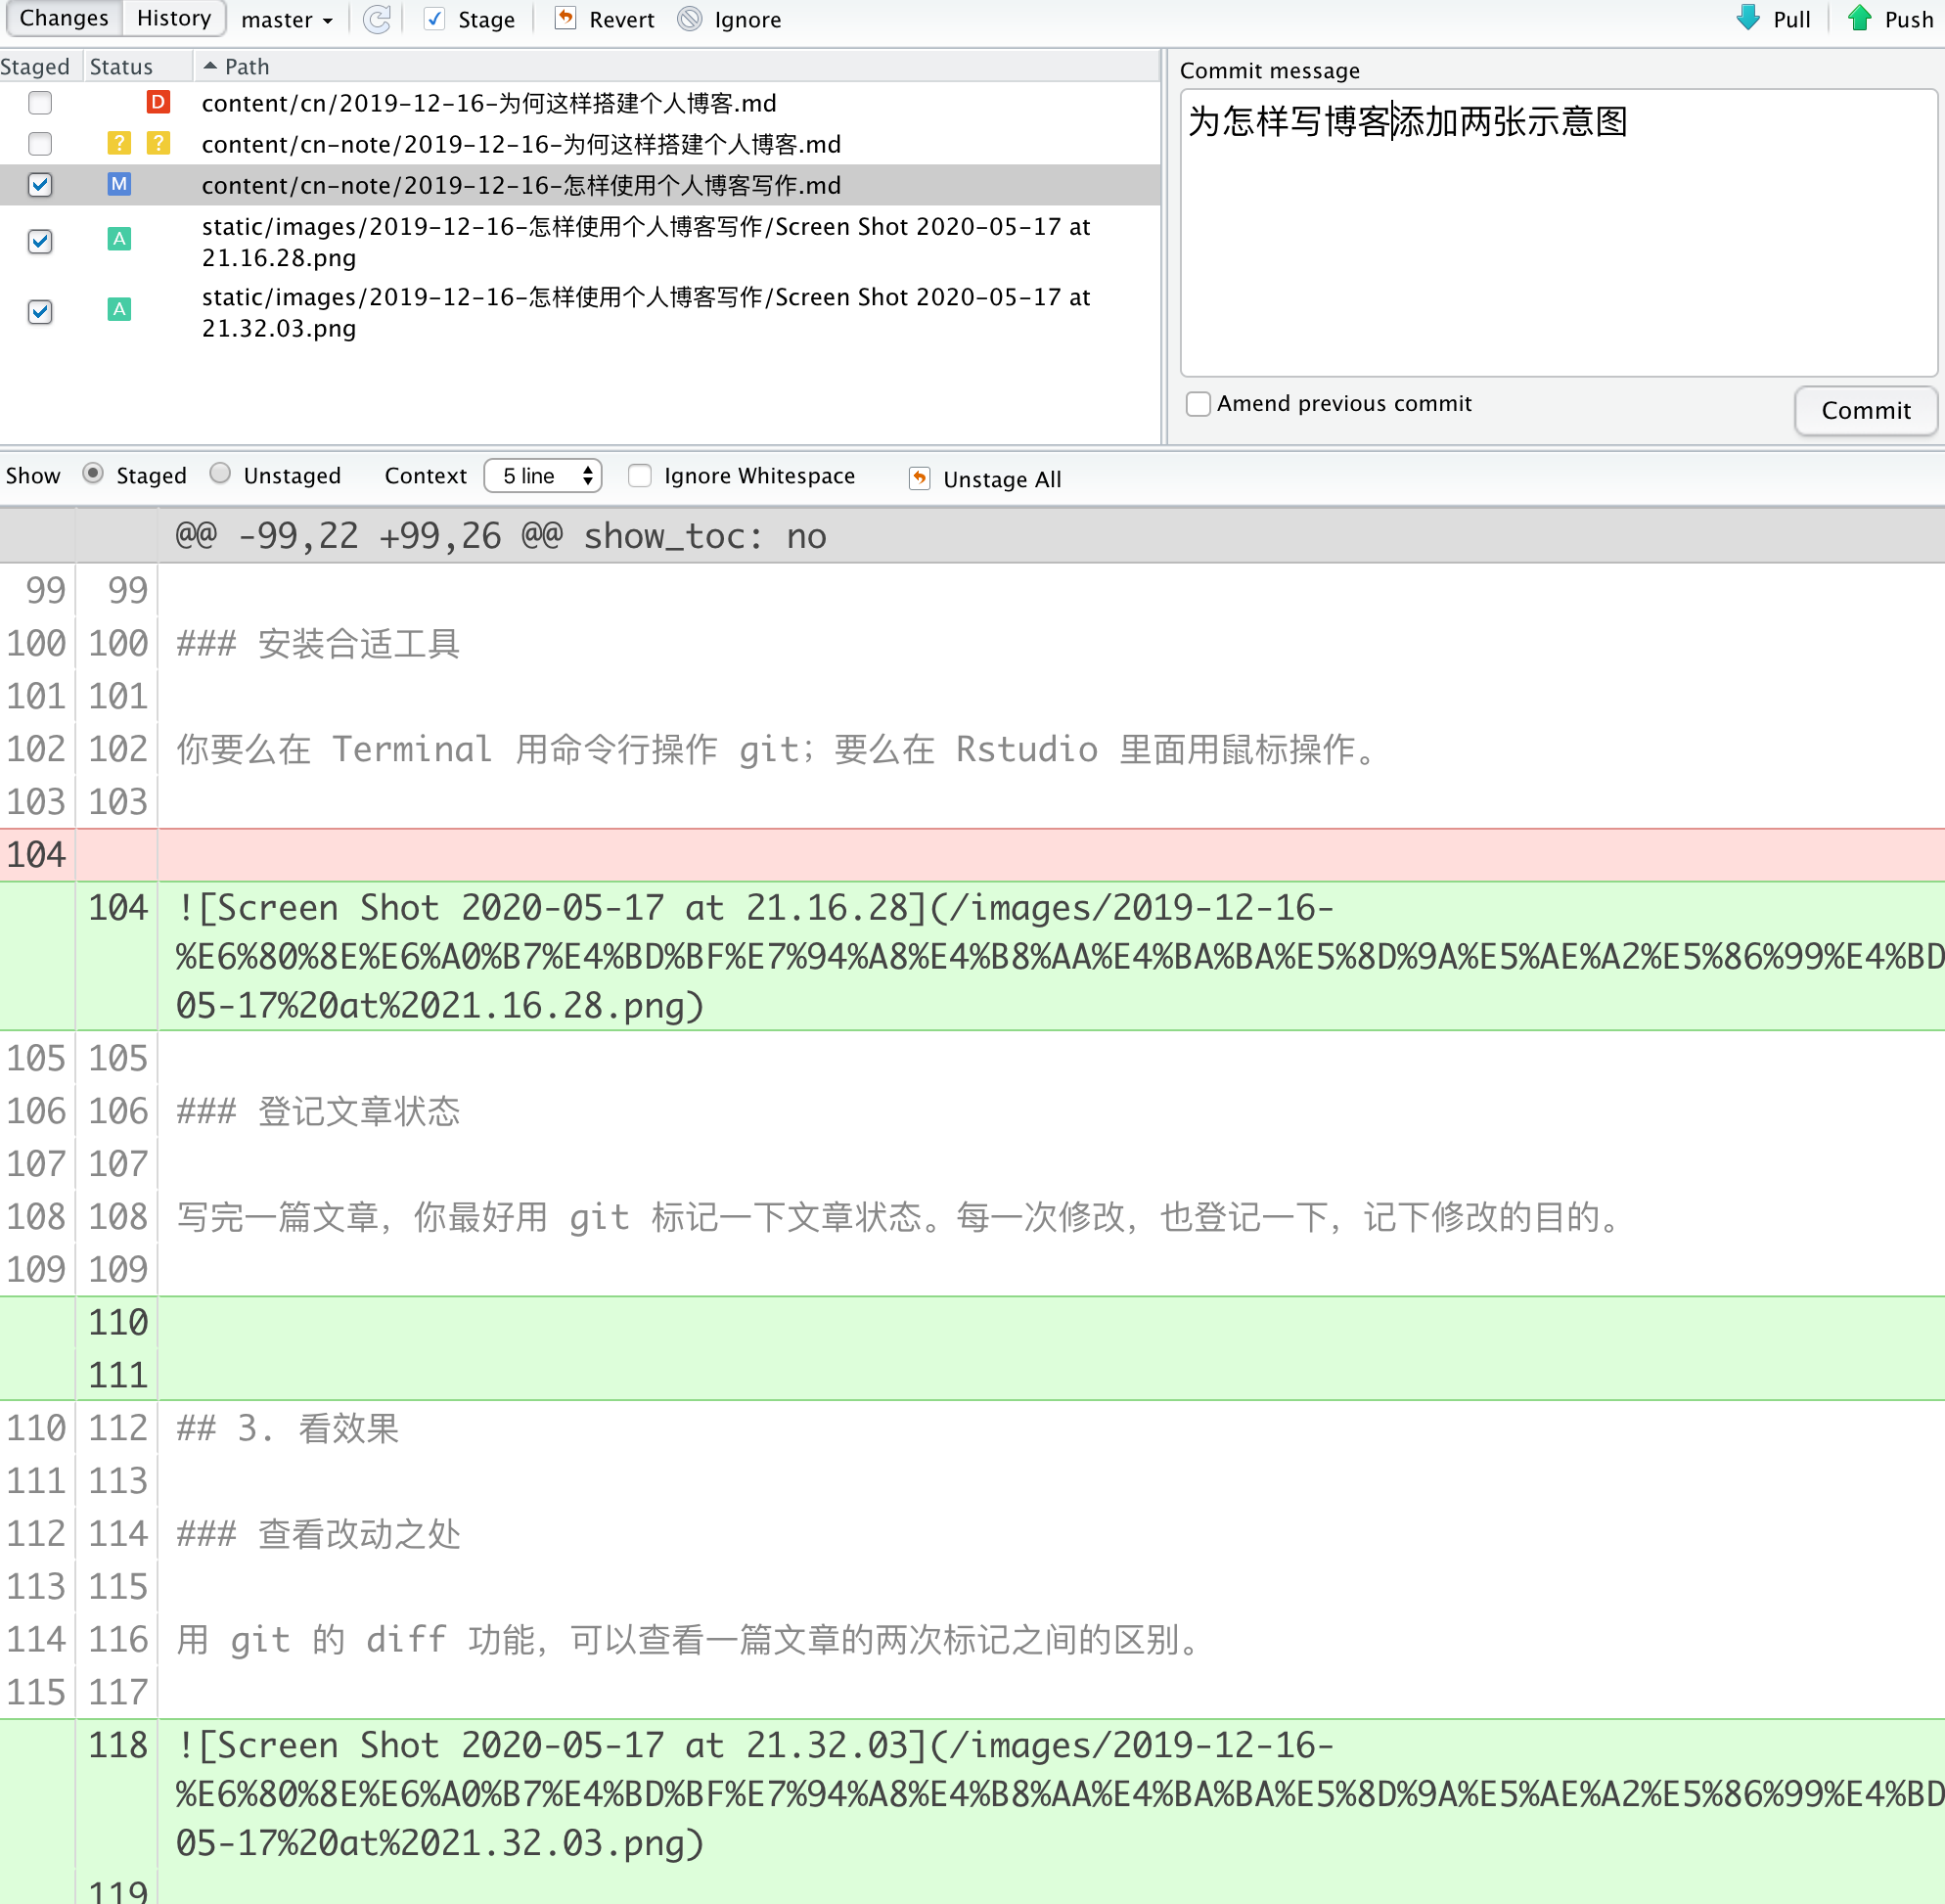 Changes History master Stage Revert Ignore Pull Push
Staged Status Path
D content/cn/2019-12-16-为何这样搭建个人博客.md
? ? content/cn-note/2019-12-16-为何这样搭建个人博客.md
M content/cn-note/2019-12-16-怎样使用个人博客写作.md
A static/images/2019-12-16-怎样使用个人博客写作/Screen Shot 2020-05-17 at
21.16.28.png
A static/images/2019-12-16-怎样使用个人博客写作/Screen Shot 2020-05-17 at
21.32.03.png
Commit message
为怎样写博客添加两张示意图
Amend previous commit
Commit
Show Staged Unstaged Context 5 line Ignore Whitespace Unstage All
@@ -99,22 +99,26 @@ show_toc: no
99 99
100 100 ### 安装合适工具
101 101
102 102 你要么在 Terminal 用命令行操作 git；要么在 Rstudio 里面用鼠标操作。
103 103
104
104 ![Screen Shot 2020-05-17 at 21.16.28](/images/2019-12-16-
%E6%80%8E%E6%A0%B7%E4%BD%BF%E7%94%A8%E4%B8%AA%E4%BA%BA%E5%8D%9A%E5%AE%A2%E5%86%99%E4%BD
05-17%20at%2021.16.28.png)
105 105
106 106 ### 登记文章状态
107 107
108 108 写完一篇文章，你最好用 git 标记一下文章状态。每一次修改，也登记一下，记下修改的目的。
109 109
110
111
110 112 ## 3. 看效果
111 113
112 114 ### 查看改动之处
113 115
114 116 用 git 的 diff 功能，可以查看一篇文章的两次标记之间的区别。
115 117
118 ![Screen Shot 2020-05-17 at 21.32.03](/images/2019-12-16-
%E6%80%8E%E6%A0%B7%E4%BD%BF%E7%94%A8%E4%B8%AA%E4%BA%BA%E5%8D%9A%E5%AE%A2%E5%86%99%E4%BD
05-17%20at%2021.32.03.png)
119